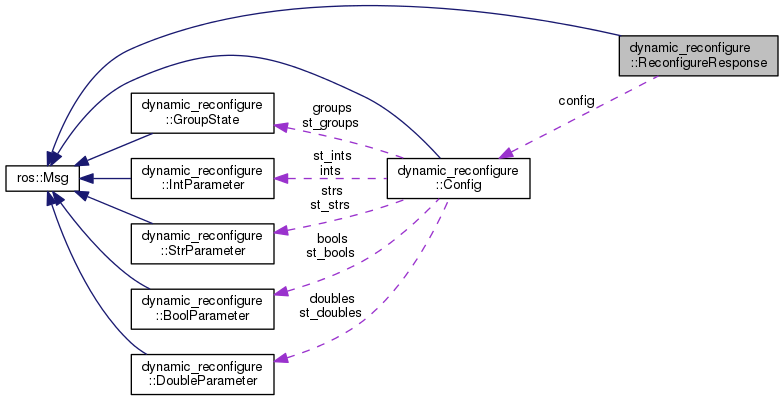 dynamic_reconfigure
::ReconfigureResponse
config
dynamic_reconfigure
::GroupState
groups
st_groups
ros::Msg
dynamic_reconfigure
::IntParameter
st_ints
ints
dynamic_reconfigure
::Config
strs
st_strs
dynamic_reconfigure
::StrParameter
bools
st_bools
dynamic_reconfigure
::BoolParameter
doubles
st_doubles
dynamic_reconfigure
::DoubleParameter